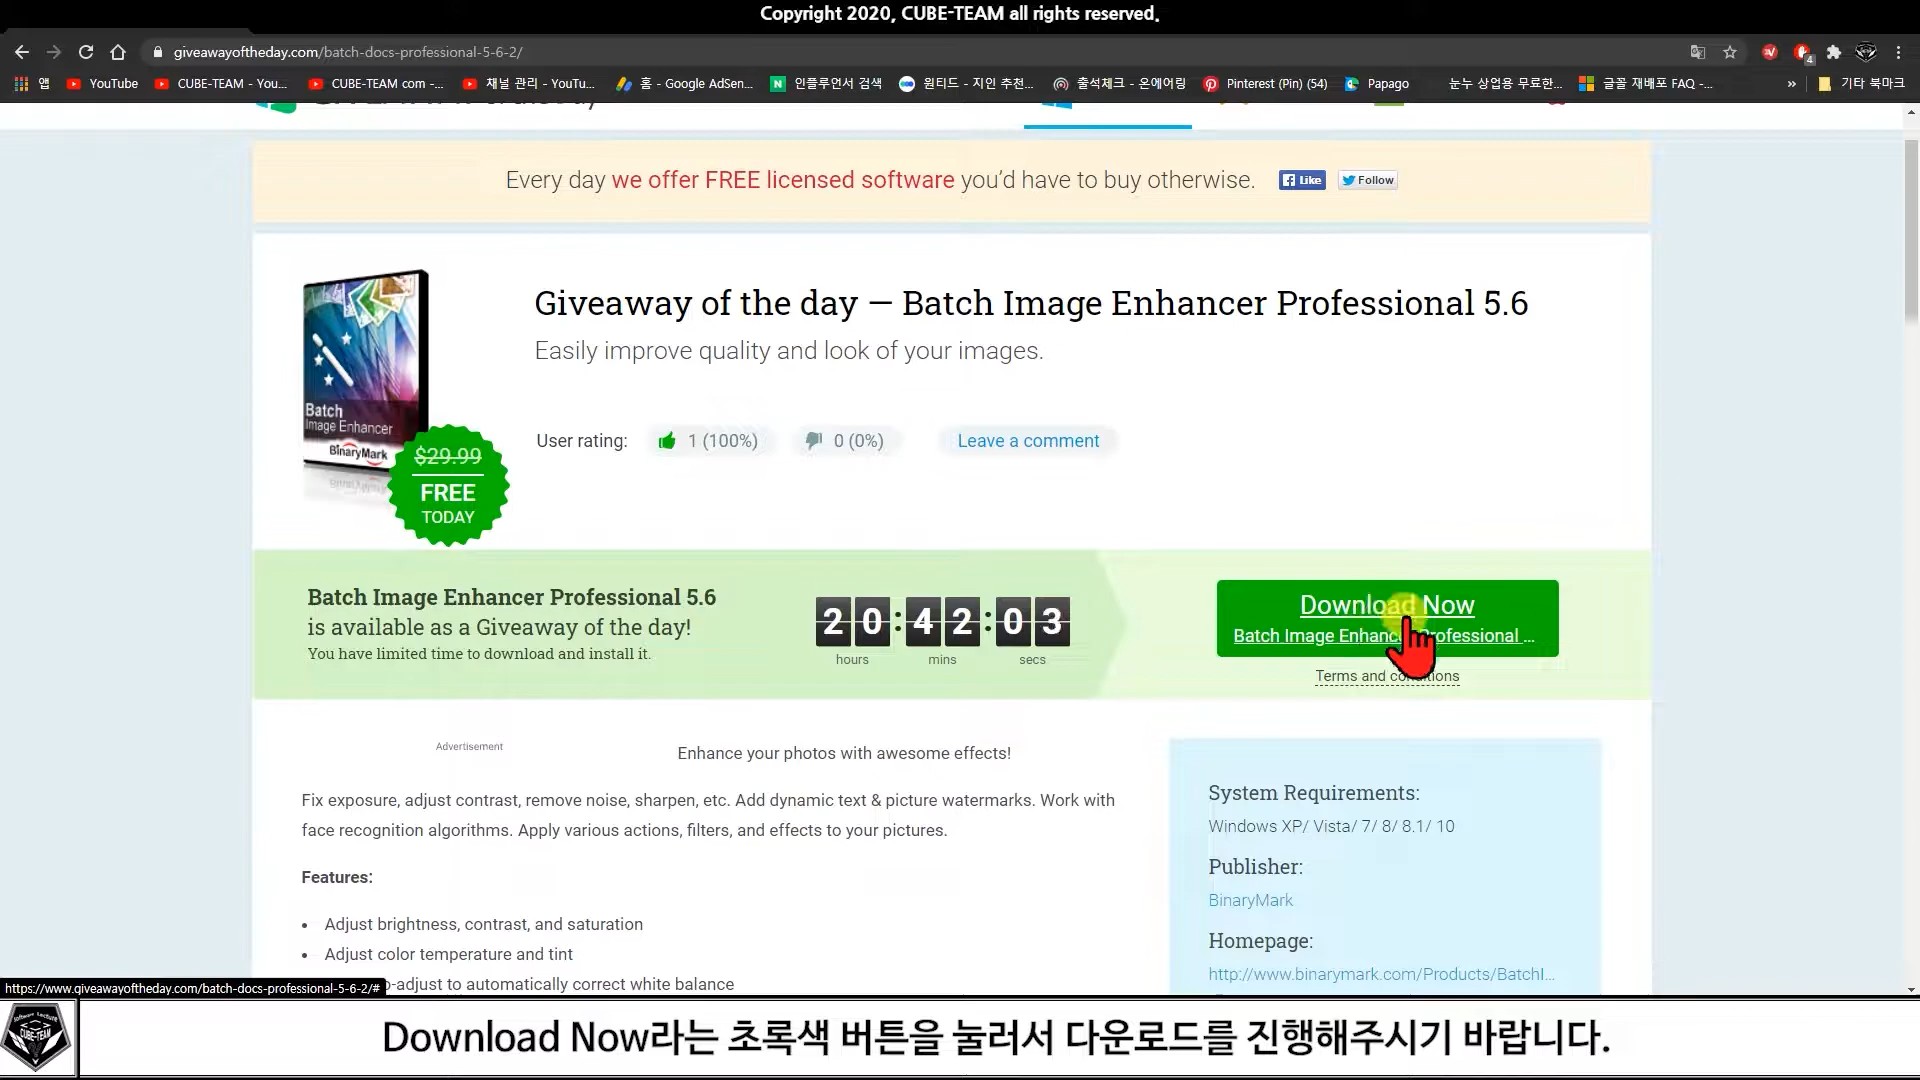 Copyright 2020, CUBE-TEAM all rights reserved.
giveawayoftheday.com/batch-docs-professional-5-6-2/
4
앱 YouTube CUBE-TEAM - You... CUBE-TEAM com -... 채널 관리 - YouTu... 홈 - Google AdSen... 인플루언서 검색 원티드 - 지인 추천... 출석체크 - 온에어링 Pinterest (Pin) (54) Papago 눈누 상업용 무료한... 글꼴 재배포 FAQ -... » 기타 북마크
Every day we offer FREE licensed software you’d have to buy otherwise. Like Follow
Giveaway of the day — Batch Image Enhancer Professional 5.6
Easily improve quality and look of your images.
Batch
Image Enhancer
BinaryMark
$29.99
FREE
TODAY
User rating: 1 (100%) 0 (0%) Leave a comment
Batch Image Enhancer Professional 5.6
is available as a Giveaway of the day!
You have limited time to download and install it.
20:42:03
hours mins secs
Download Now
Batch Image Enhancer Professional ...
Terms and conditions
Advertisement
Enhance your photos with awesome effects!
Fix exposure, adjust contrast, remove noise, sharpen, etc. Add dynamic text & picture watermarks. Work with
face recognition algorithms. Apply various actions, filters, and effects to your pictures.
Features:
• Adjust brightness, contrast, and saturation
• Adjust color temperature and tint
o-adjust to automatically correct white balance
System Requirements:
Windows XP/ Vista/ 7/ 8/ 8.1/ 10
Publisher:
BinaryMark
Homepage:
http://www.binarymark.com/Products/BatchI...
https://www.giveawayoftheday.com/batch-docs-professional-5-6-2/#
Software Lecture
CUBE-TEAM
Download Now라는 초록색 버튼을 눌러서 다운로드를 진행해주시기 바랍니다.